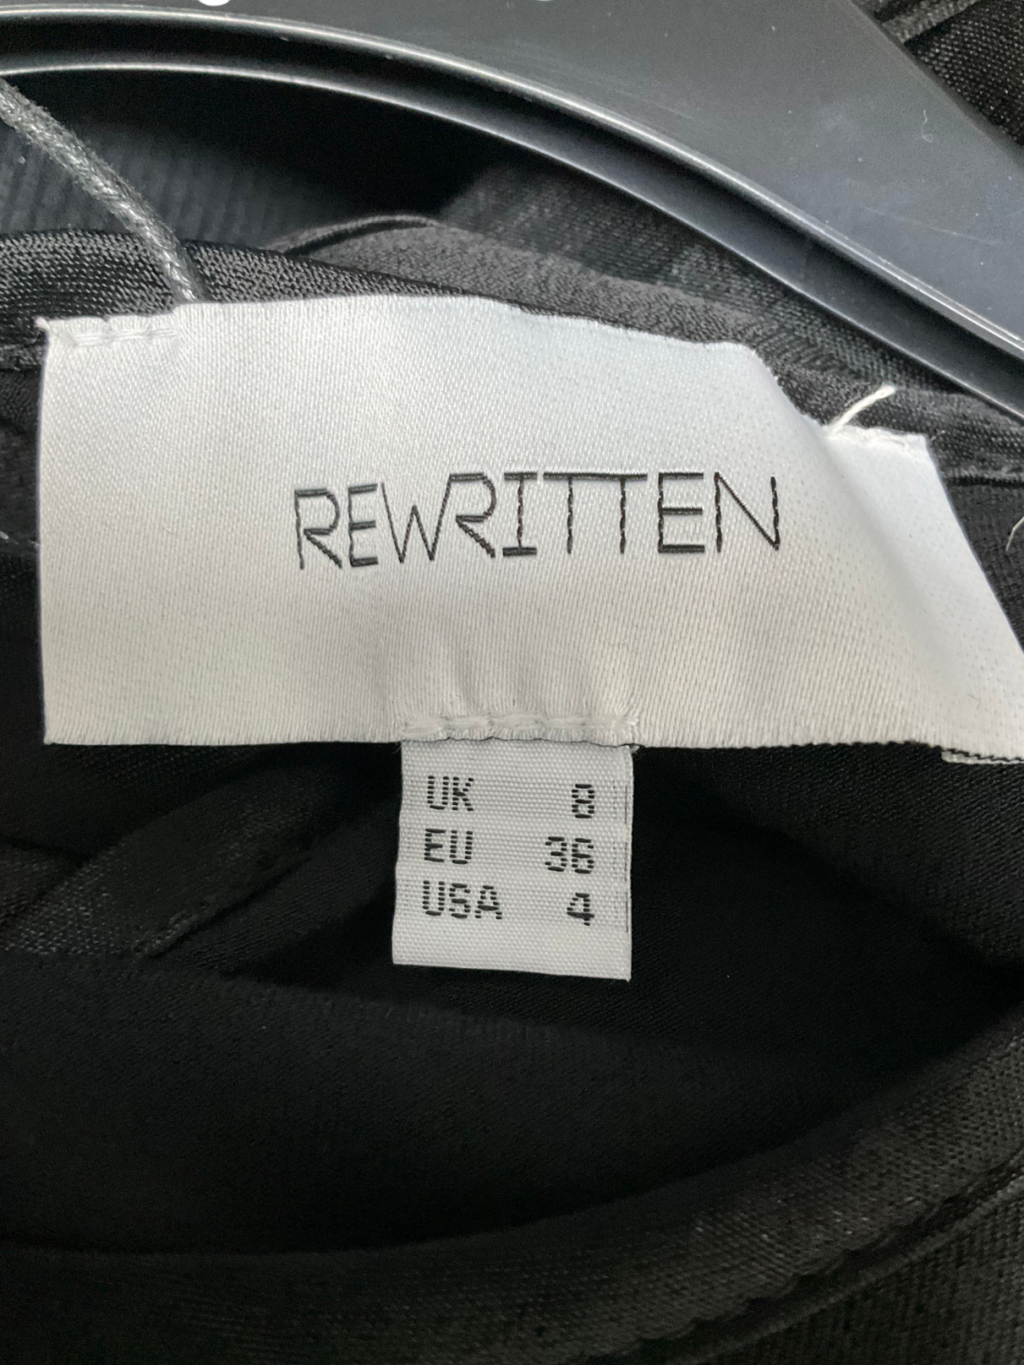 REWRITTEN
UK 8
EU 36
USA 4